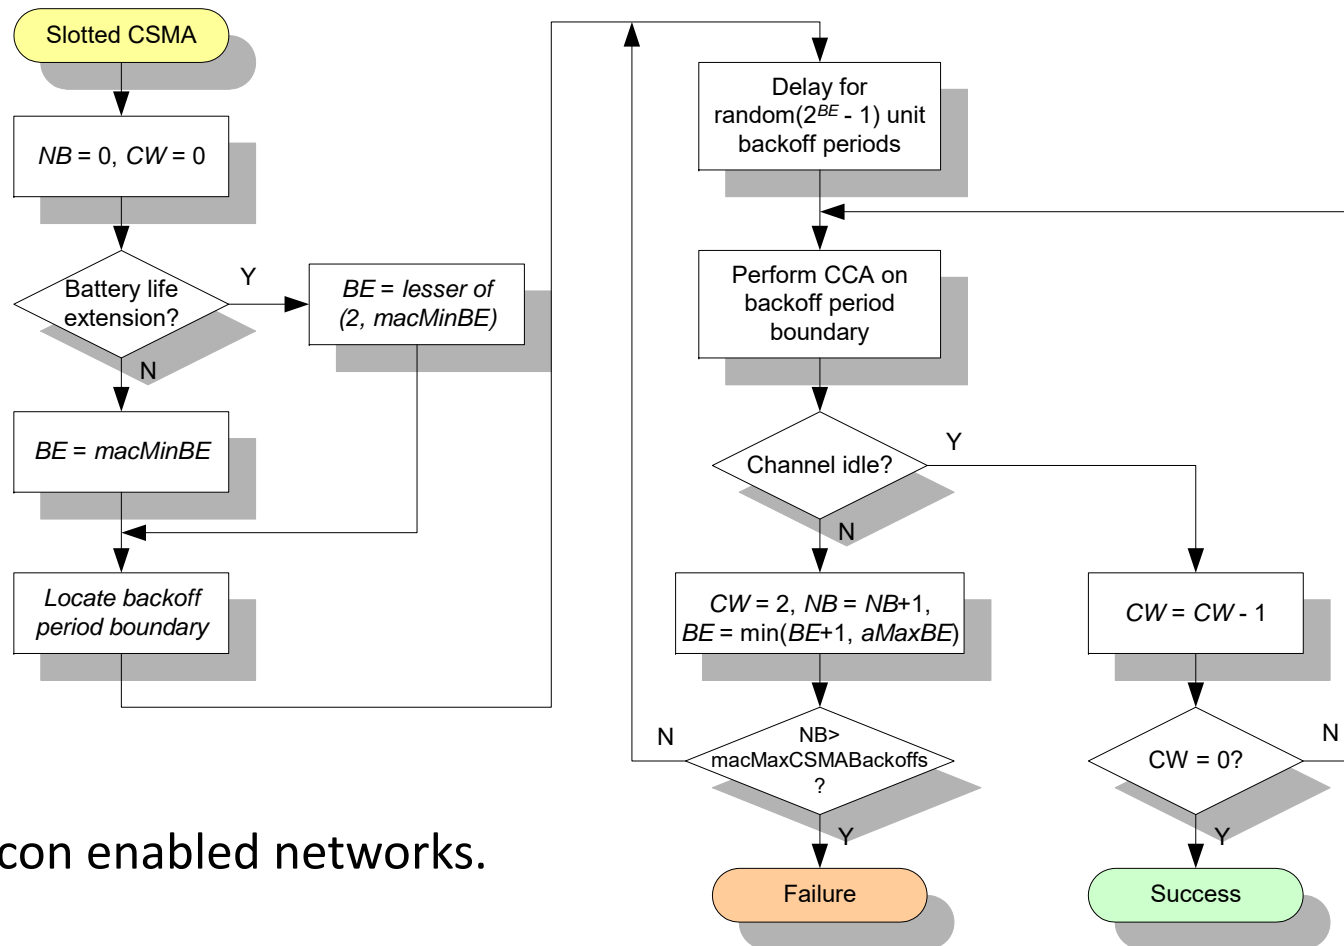 Slotted CSMA
NB = 0, CW = 0
Battery life
extension?
Y
N
BE = lesser of
(2, macMinBE)
BE = macMinBE
Locate backoff
period boundary
Delay for
random(2^BE - 1) unit
backoff periods
Perform CCA on
backoff period
boundary
Channel idle?
Y
N
CW = 2, NB = NB+1,
BE = min(BE+1, aMaxBE)
CW = CW - 1
NB>
macMaxCSMABackoffs
?
N
Y
CW = 0?
N
Y
Failure
Success
con enabled networks.